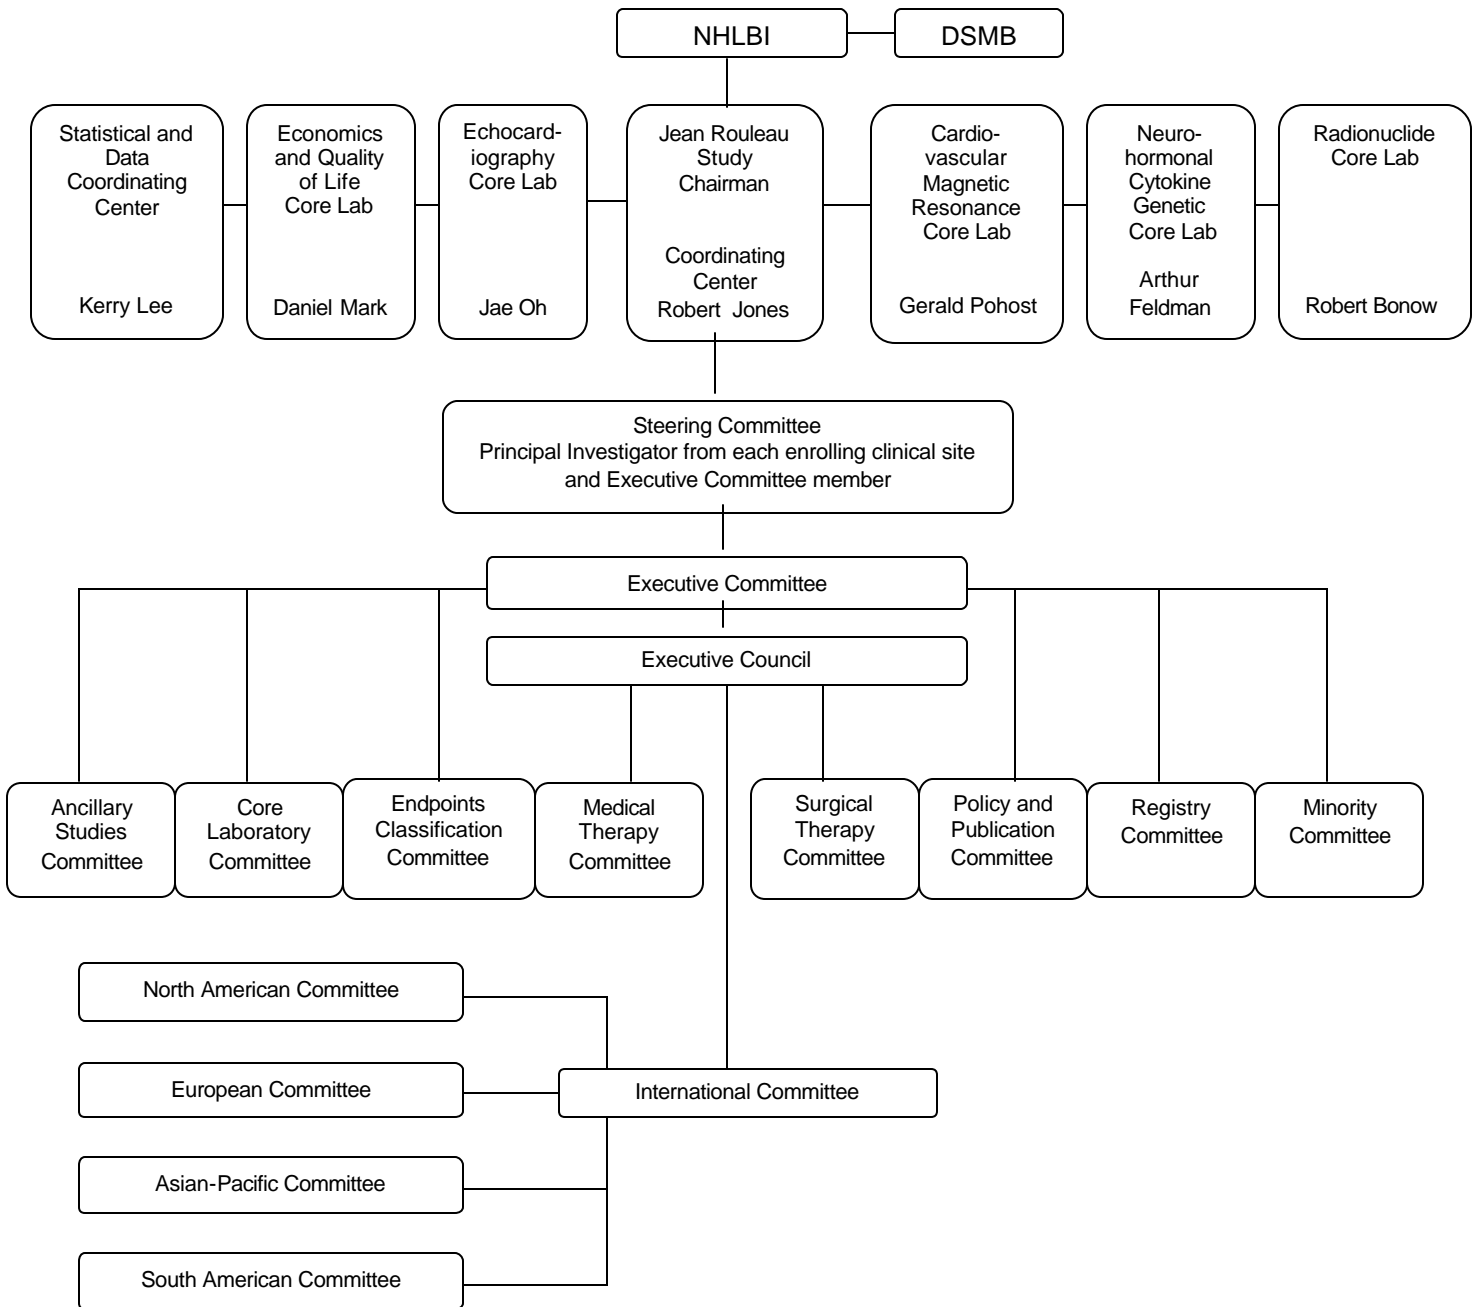 NHLBI
DSMB
Statistical and
Data
Coordinating
Center
Kerry Lee
Economics
and Quality
of Life
Core Lab
Daniel Mark
Echocard-
iography
Core Lab
Jae Oh
Jean Rouleau
Study
Chairman
Coordinating
Center
Robert Jones
Cardio-
vascular
Magnetic
Resonance
Core Lab
Gerald Pohost
Neuro-
hormonal
Cytokine
Genetic
Core Lab
Arthur
Feldman
Radionuclide
Core Lab
Robert Bonow
Steering Committee
Principal Investigator from each enrolling clinical site
and Executive Committee member
Executive Committee
Executive Council
Ancillary
Studies
Committee
Core
Laboratory
Committee
Endpoints
Classification
Committee
Medical
Therapy
Committee
Surgical
Therapy
Committee
Policy and
Publication
Committee
Registry
Committee
Minority
Committee
North American Committee
European Committee
International Committee
Asian-Pacific Committee
South American Committee